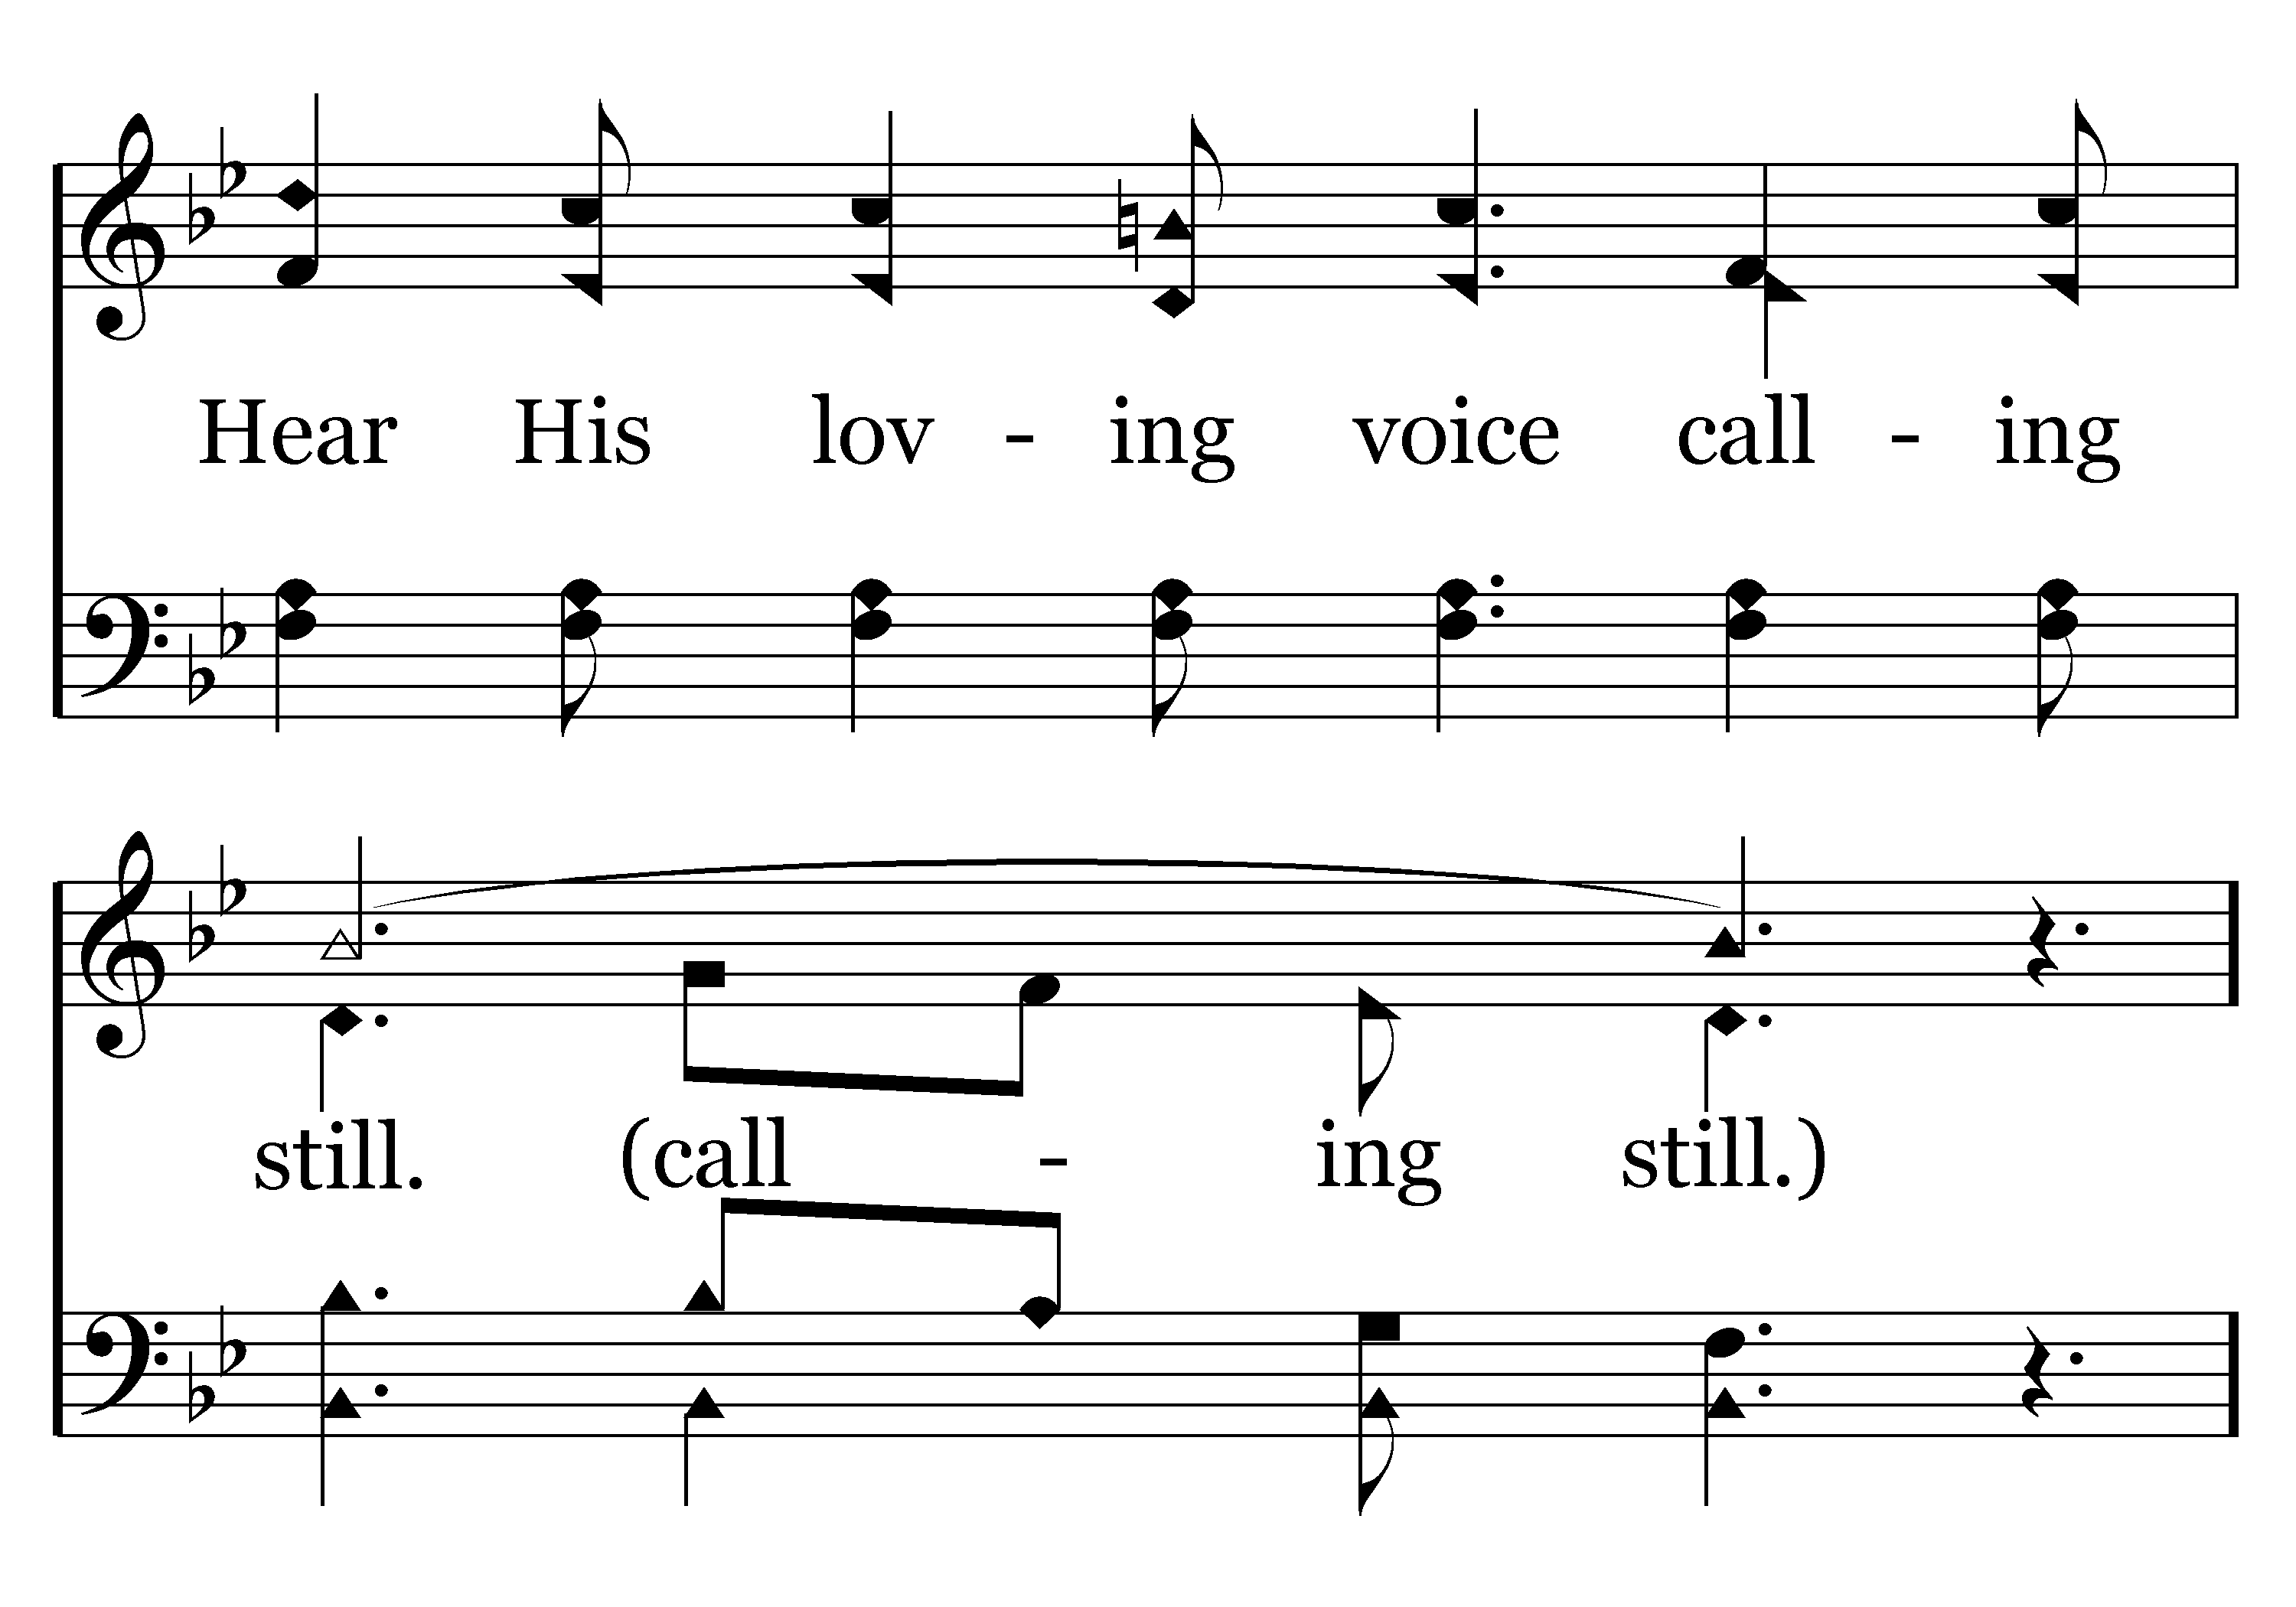 Hear His lov - ing voice call - ing
still. (call - ing still.)